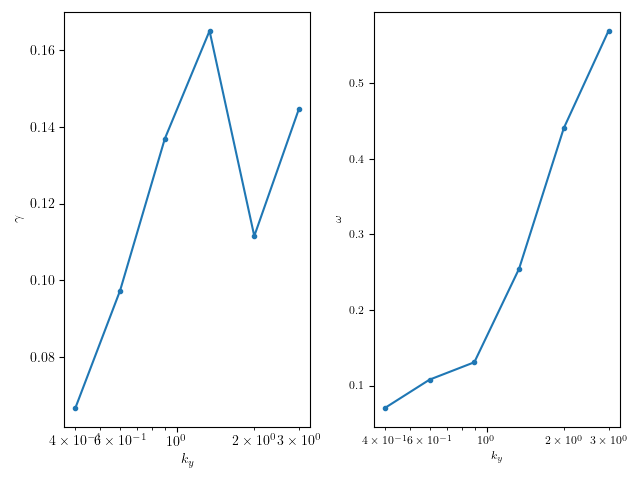 0.16
0.14
0.12
0.10
0.08
γ
4 × 10⁻¹
6 × 10⁻¹
10⁰
2 × 10⁰
3 × 10⁰
k_y
0.5
0.4
0.3
0.2
0.1
ω
4 × 10⁻¹
6 × 10⁻¹
10⁰
2 × 10⁰
3 × 10⁰
k_y